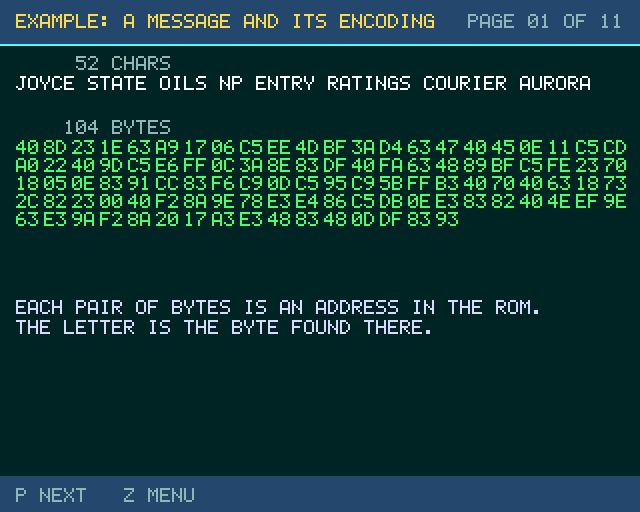 EXAMPLE: A MESSAGE AND ITS ENCODING PAGE 01 OF 11
52 CHARS
JOYCE STATE OILS NP ENTRY RATINGS COURIER AURORA
104 BYTES
40 8D 23 1E 63 A9 17 06 C5 EE 4D BF 3A D4 63 47 40 45 0E 11 C5 CD
A0 22 40 9D C5 E6 FF 0C 3A 8E 83 DF 40 FA 63 48 89 BF C5 FE 23 70
18 05 0E 83 91 CC 83 F6 C9 0D C5 95 C9 5B FF B3 40 70 40 63 18 73
2C 82 23 00 40 F2 8A 9E 78 E3 E4 86 C5 DB 0E E3 83 82 40 4E EF 9E
63 E3 9A F2 8A 20 17 A3 E3 48 83 48 0D DF 83 93
EACH PAIR OF BYTES IS AN ADDRESS IN THE ROM.
THE LETTER IS THE BYTE FOUND THERE.
P NEXT Z MENU